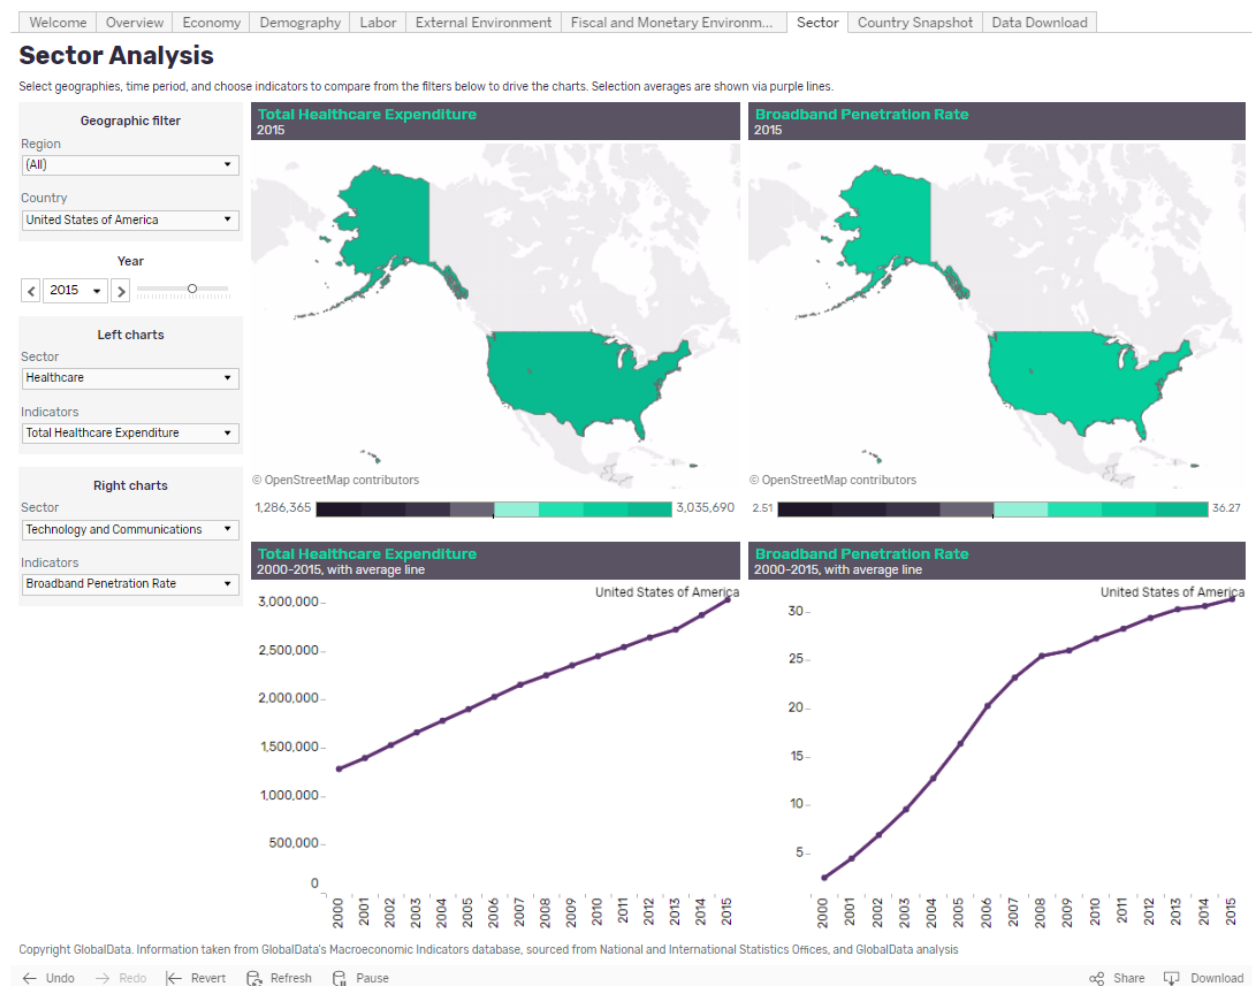 Welcome Overview Economy Demography Labor External Environment Fiscal and Monetary Environm... Sector Country Snapshot Data Download
Sector Analysis
Select geographies, time period, and choose indicators to compare from the filters below to drive the charts. Selection averages are shown via purple lines.
Geographic filter
Region
(All)
Country
United States of America
Year
2015
Left charts
Sector
Healthcare
Indicators
Total Healthcare Expenditure
Right charts
Sector
Technology and Communications
Indicators
Broadband Penetration Rate
Total Healthcare Expenditure
2015
© OpenStreetMap contributors
1,286,365 3,035,690
Broadband Penetration Rate
2015
© OpenStreetMap contributors
2.51 36.27
Total Healthcare Expenditure
2000-2015, with average line
United States of America
3,000,000
2,500,000
2,000,000
1,500,000
1,000,000
500,000
0
2000 2001 2002 2003 2004 2005 2006 2007 2008 2009 2010 2011 2012 2013 2014 2015
Broadband Penetration Rate
2000-2015, with average line
United States of America
30
25
20
15
10
5
2000 2001 2002 2003 2004 2005 2006 2007 2008 2009 2010 2011 2012 2013 2014 2015
Copyright GlobalData. Information taken from GlobalData's Macroeconomic Indicators database, sourced from National and International Statistics Offices, and GlobalData analysis
Undo Redo Revert Refresh Pause Share Download